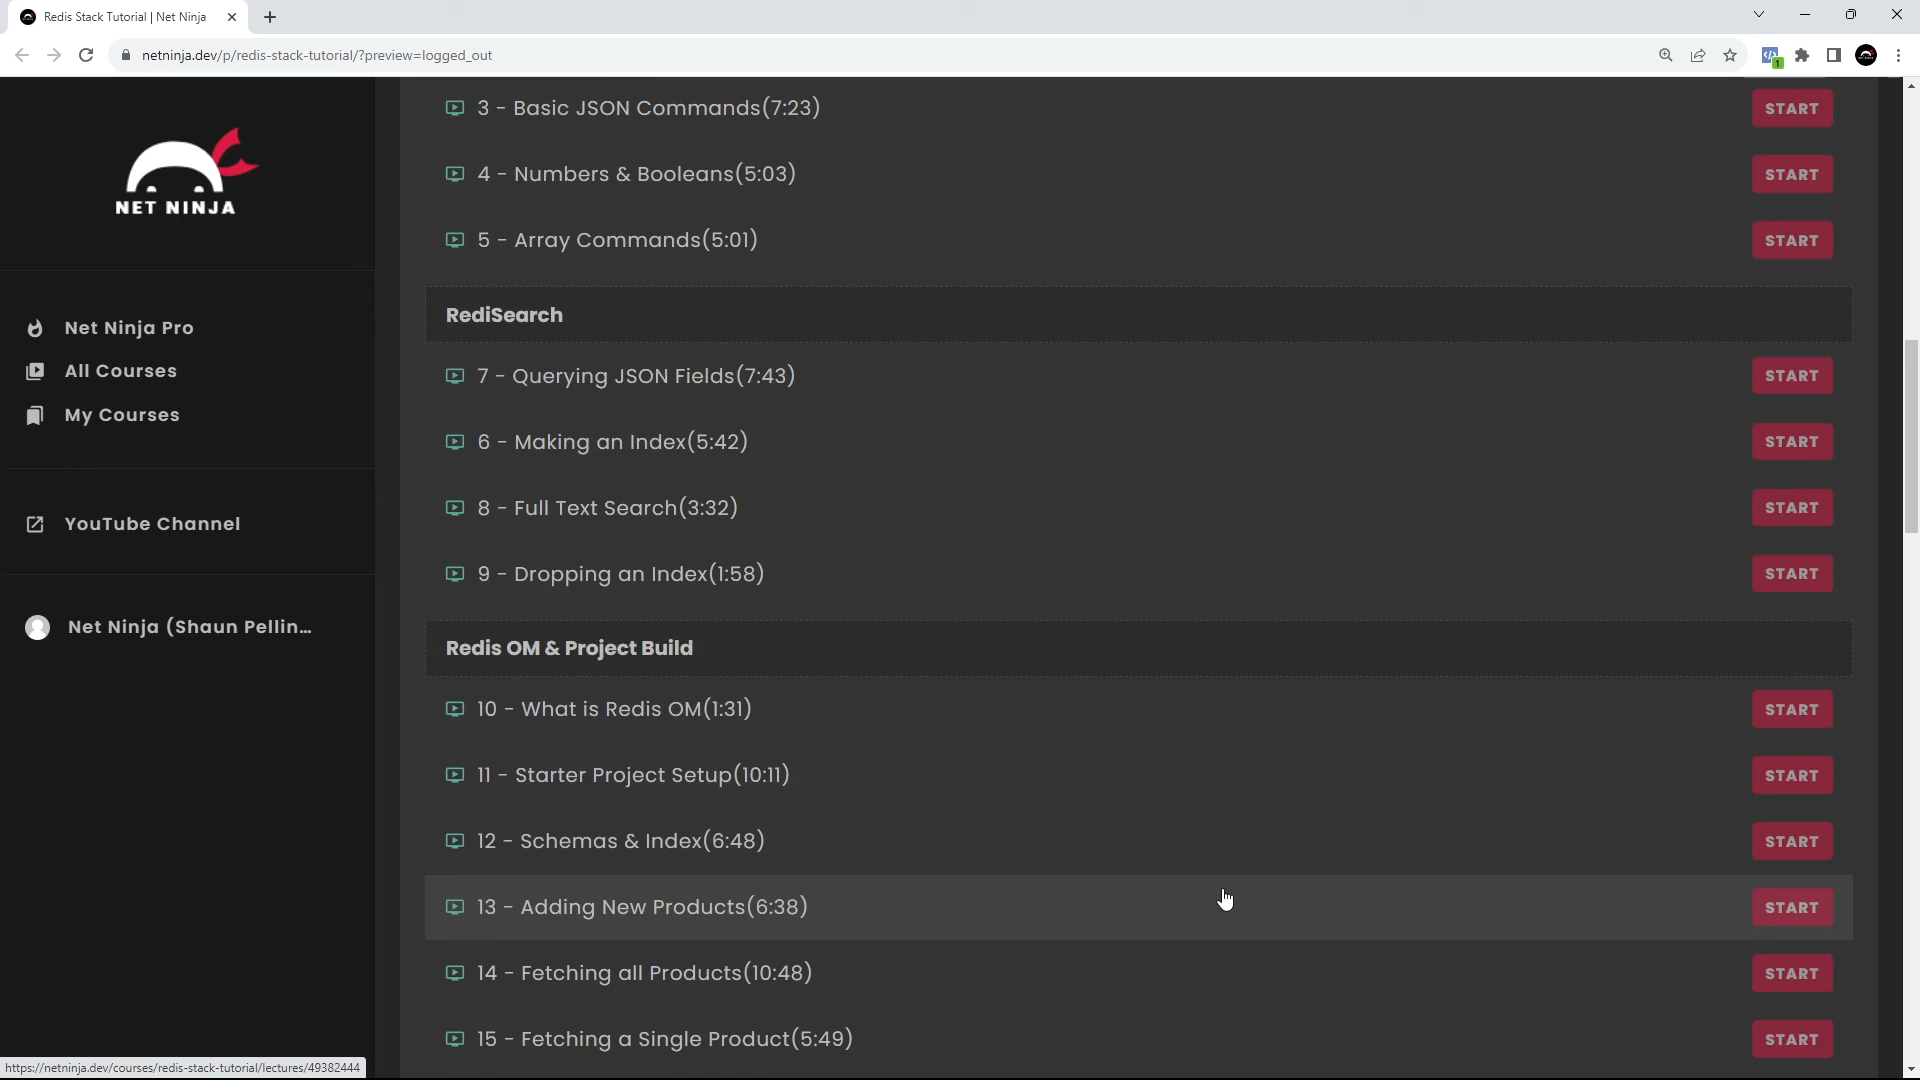 Redis Stack Tutorial | Net Ninja
netninja.dev/p/redis-stack-tutorial/?preview=logged_out
1
NET NINJA
Net Ninja Pro
All Courses
My Courses
YouTube Channel
Net Ninja (Shaun Pellin...
3 - Basic JSON Commands(7:23) START
4 - Numbers & Booleans(5:03) START
5 - Array Commands(5:01) START
RediSearch
7 - Querying JSON Fields(7:43) START
6 - Making an Index(5:42) START
8 - Full Text Search(3:32) START
9 - Dropping an Index(1:58) START
Redis OM & Project Build
10 - What is Redis OM(1:31) START
11 - Starter Project Setup(10:11) START
12 - Schemas & Index(6:48) START
13 - Adding New Products(6:38) START
14 - Fetching all Products(10:48) START
15 - Fetching a Single Product(5:49) START
https://netninja.dev/courses/redis-stack-tutorial/lectures/49382444